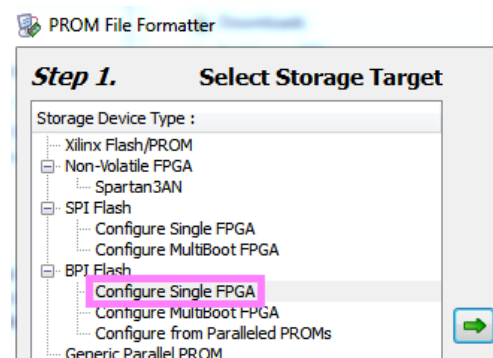 PROM File Formatter
Step 1. Select Storage Target
Storage Device Type :
Xilinx Flash/PROM
Non-Volatile FPGA
Spartan3AN
SPI Flash
Configure Single FPGA
Configure MultiBoot FPGA
BPI Flash
Configure Single FPGA
Configure MultiBoot FPGA
Configure from Paralleled PROMs
Generic Parallel PROM